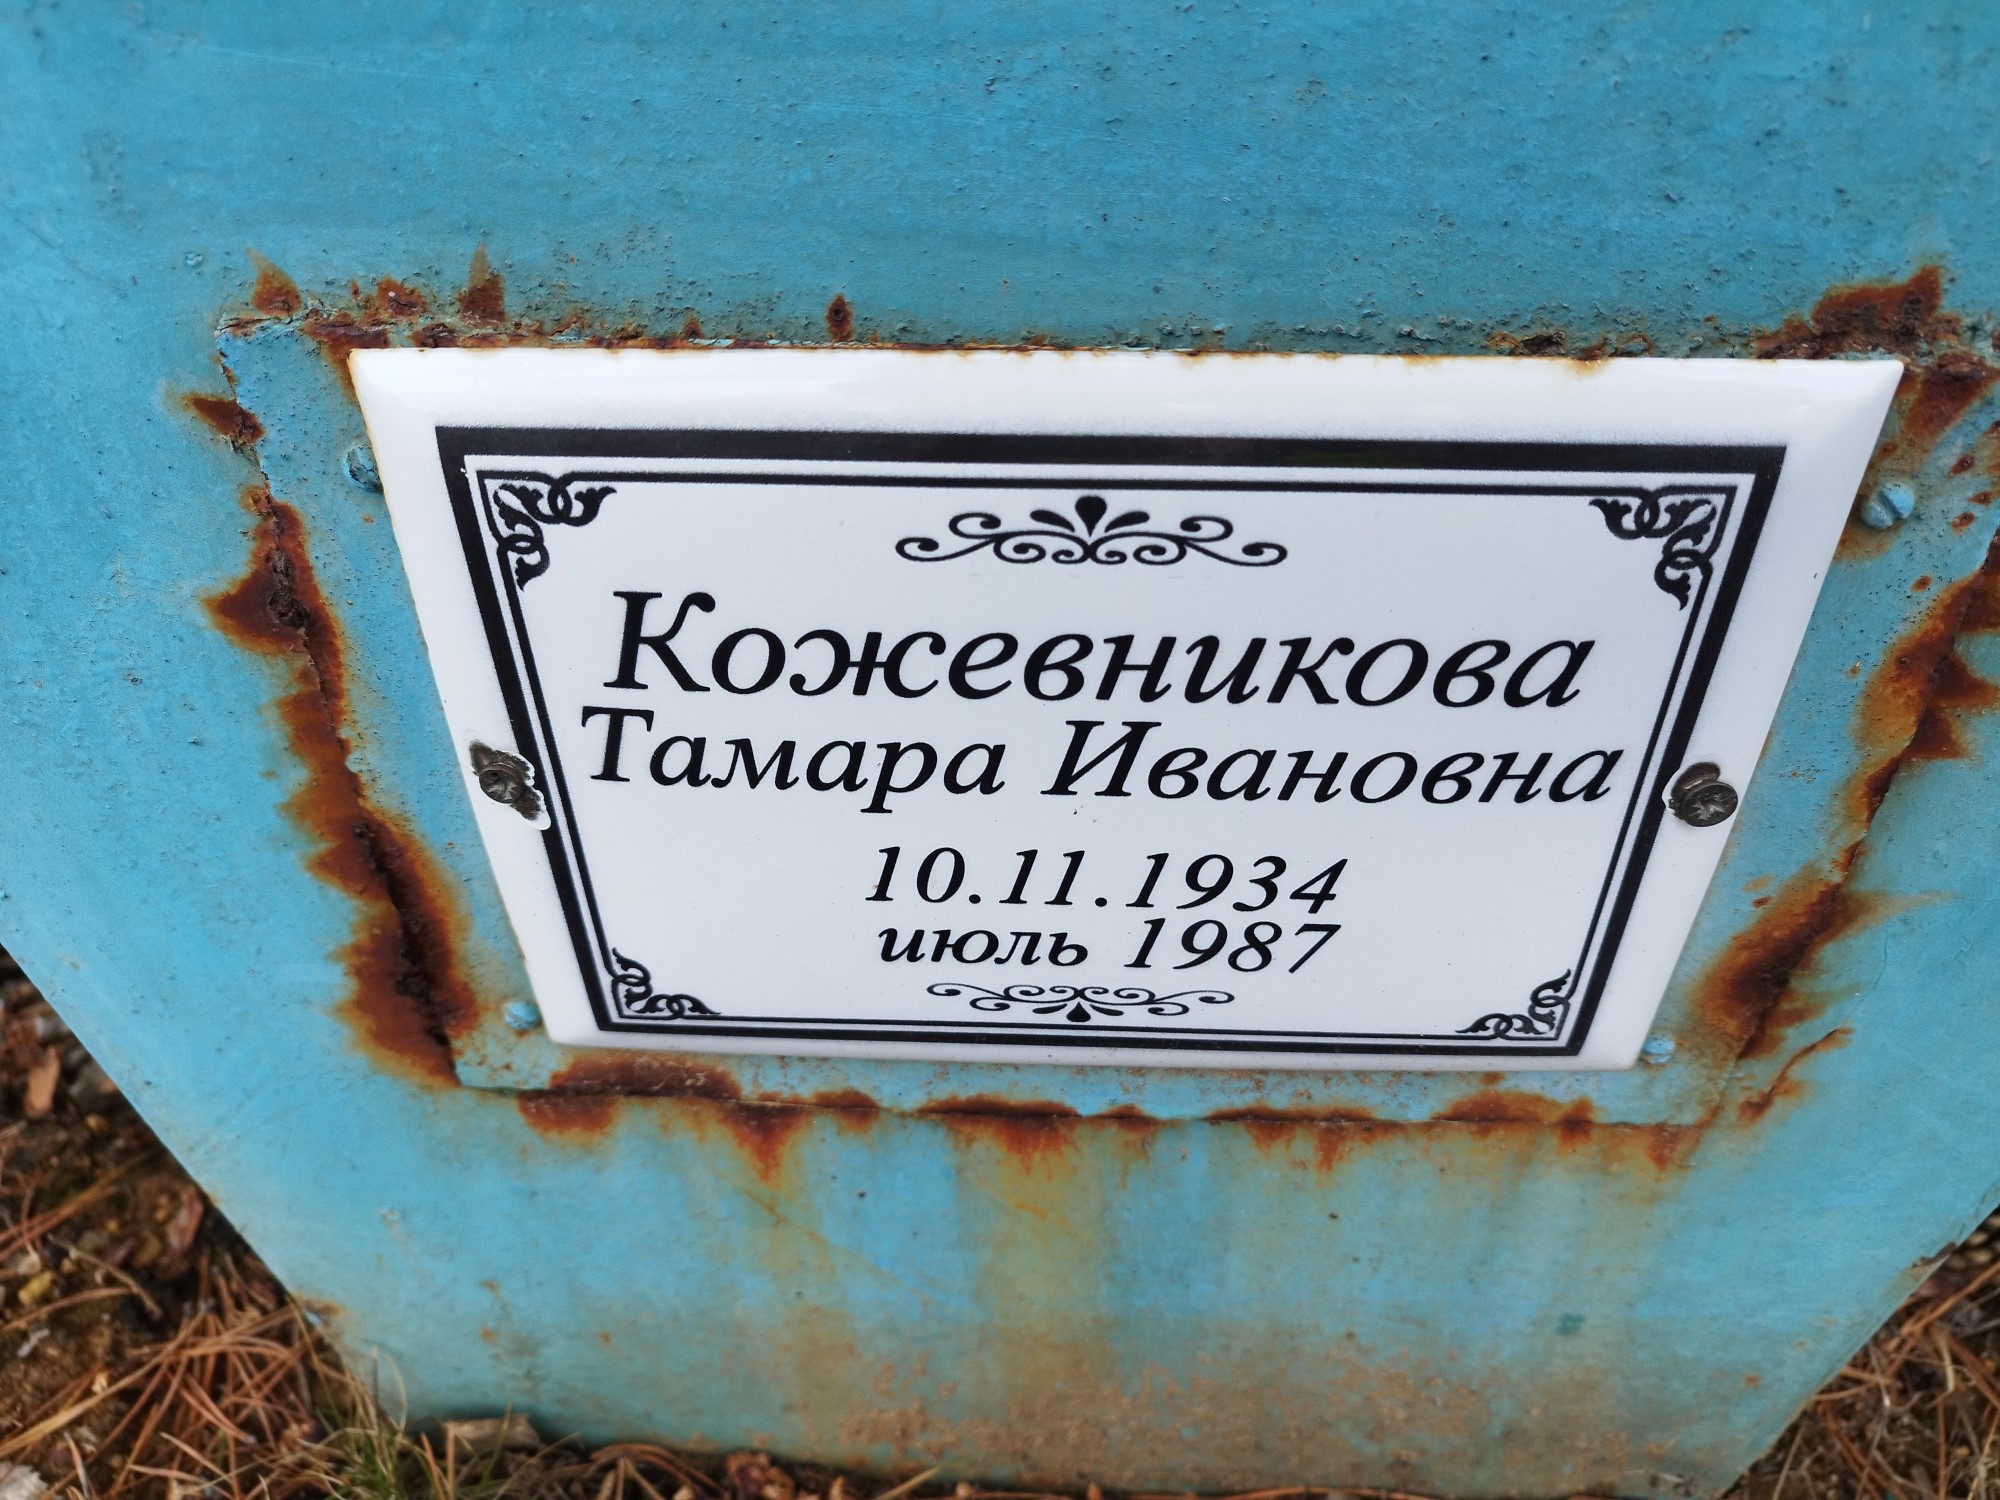 Кожевникова
Тамара Ивановна
10.11.1934
июль 1987